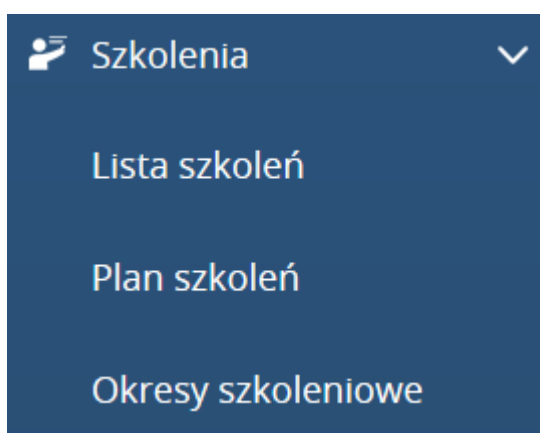 Szkolenia
Lista szkoleń
Plan szkoleń
Okresy szkoleniowe